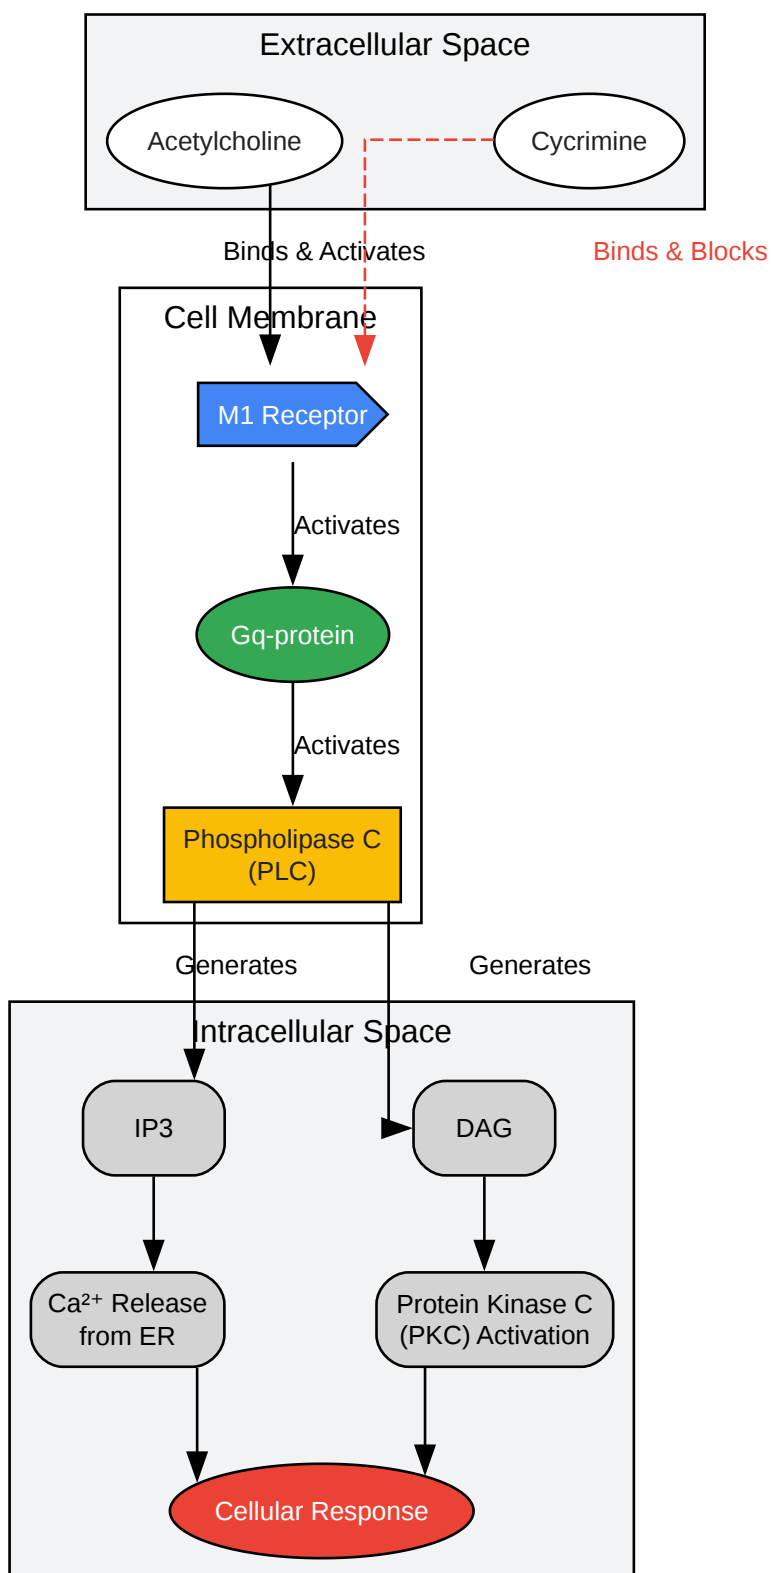 Extracellular Space
Acetylcholine
Cycrimine
Binds & Activates
Binds & Blocks
Cell Membrane
M1 Receptor
Activates
Gq-protein
Activates
Phospholipase C
(PLC)
Generates
Generates
Intracellular Space
IP3
DAG
Ca²⁺ Release
from ER
Protein Kinase C
(PKC) Activation
Cellular Response